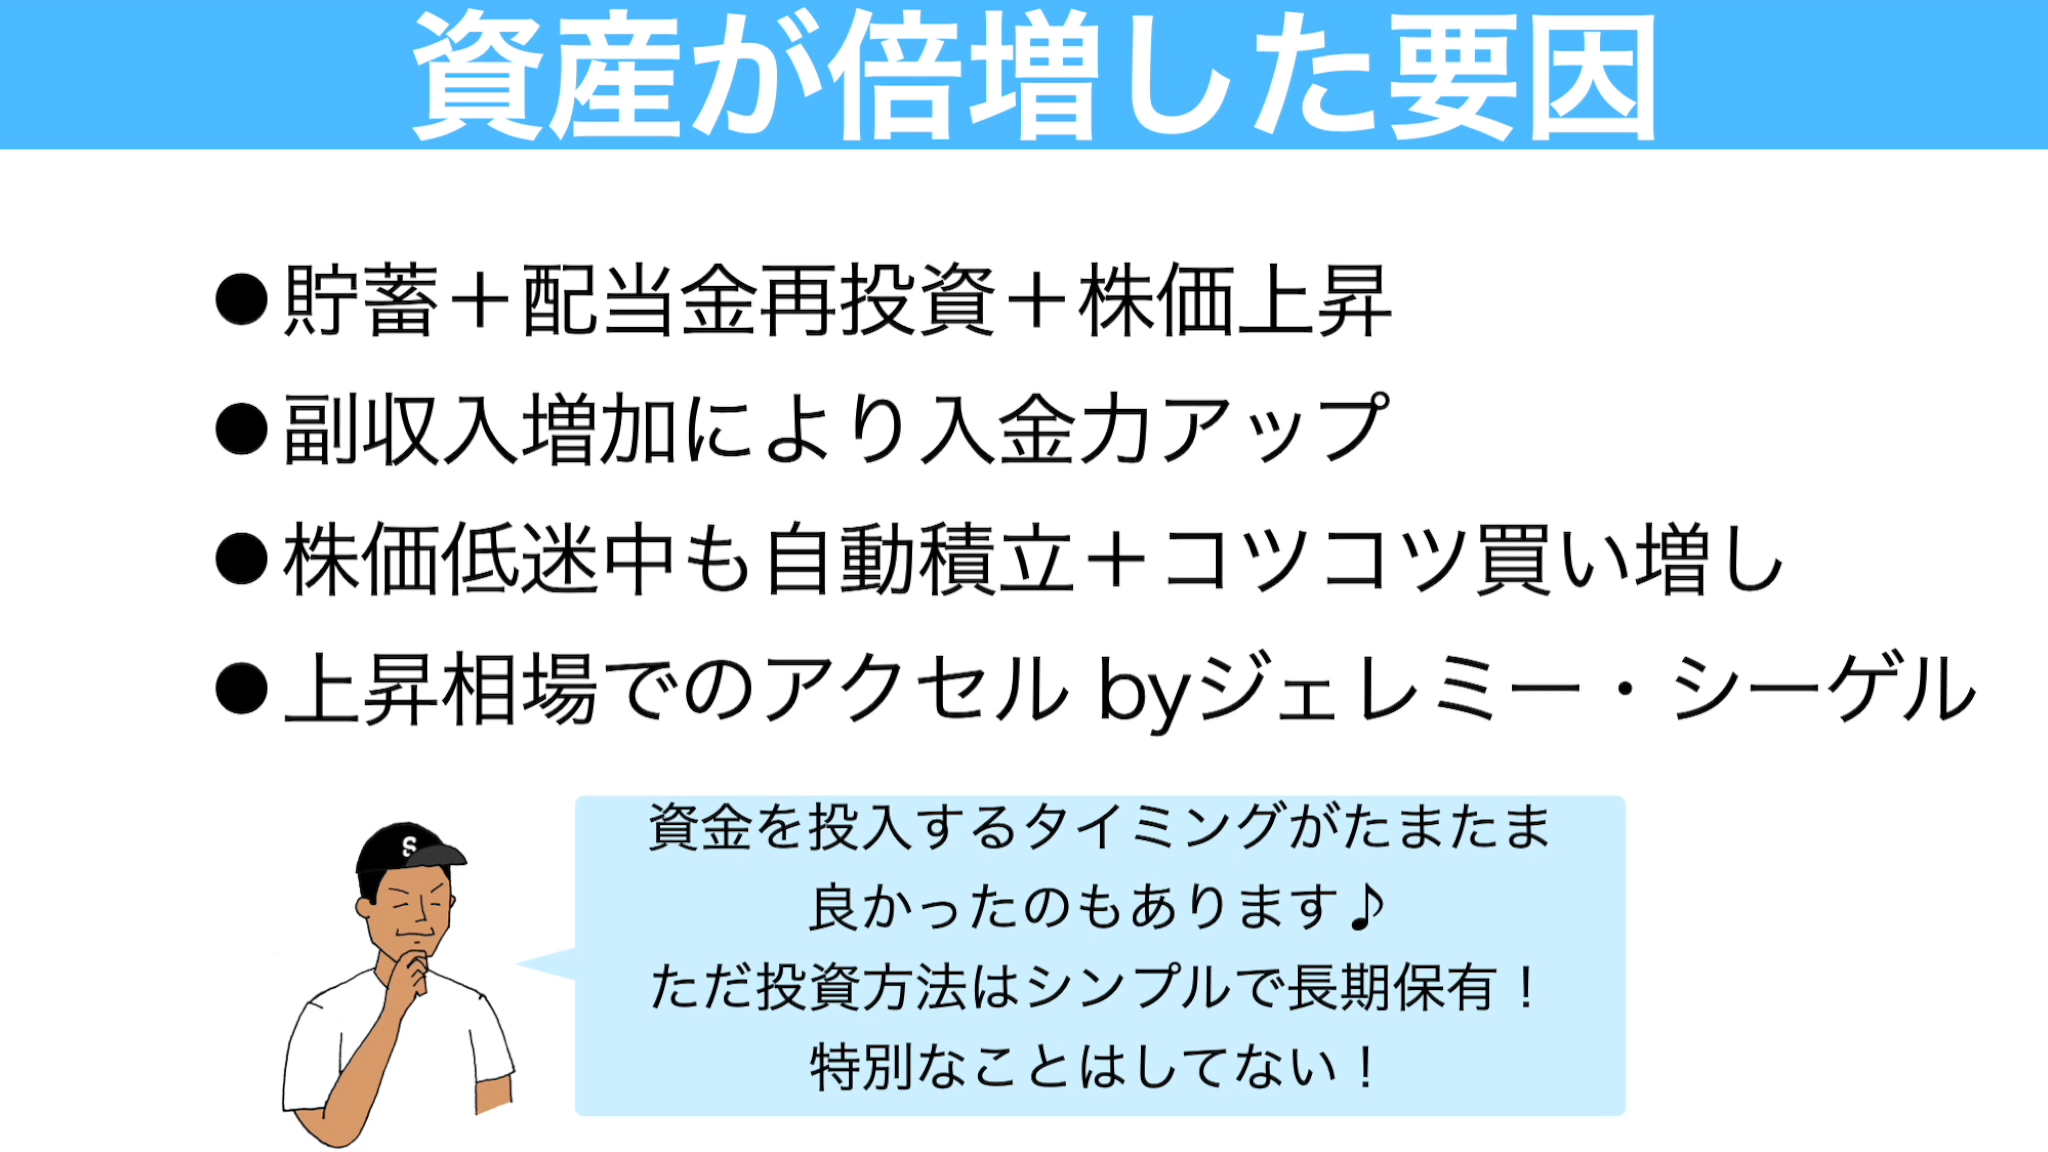 資産が倍増した要因
●貯蓄＋配当金再投資＋株価上昇
●副収入増加により入金力アップ
●株価低迷中も自動積立＋コツコツ買い増し
●上昇相場でのアクセル byジェレミー・シーゲル
S
資金を投入するタイミングがたまたま
良かったのもあります♪
ただ投資方法はシンプルで長期保有！
特別なことはしてない！